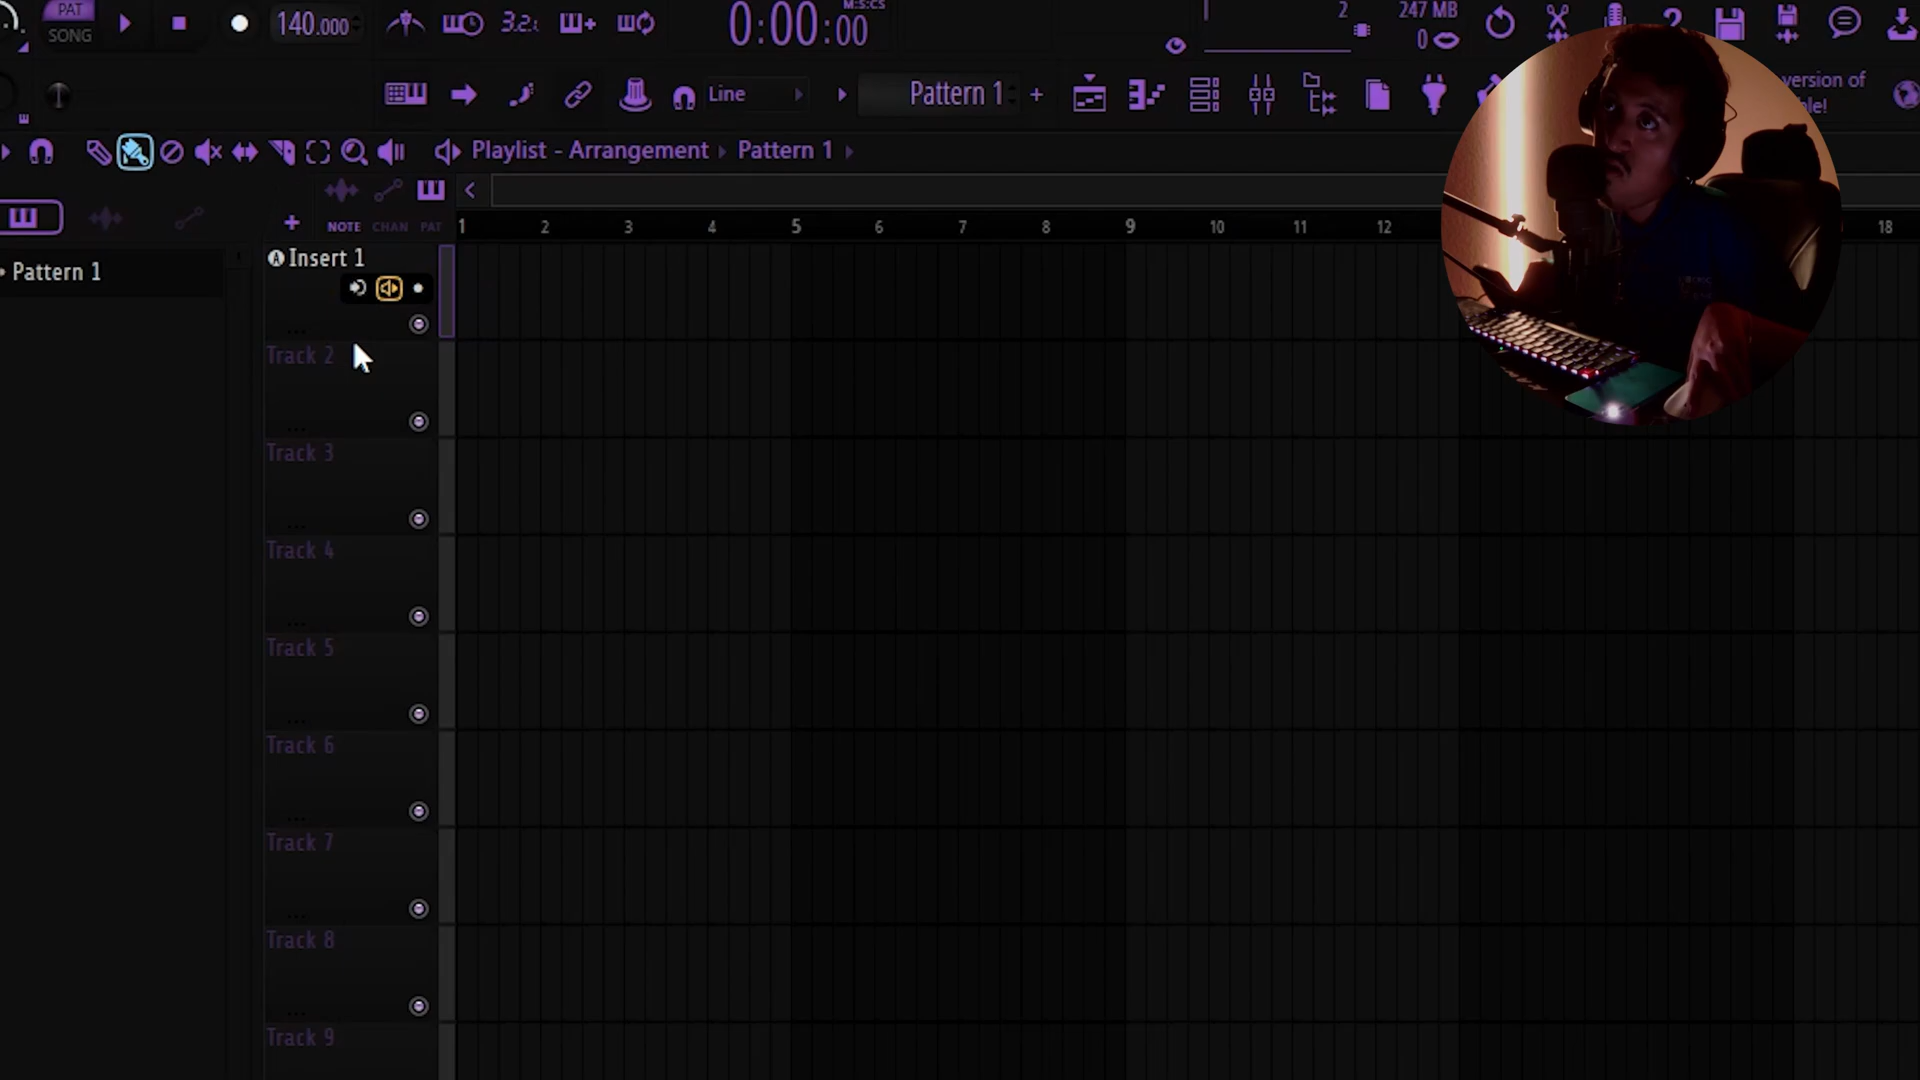 PAT
SONG
140.000
3.2.
0:00:00
M:S:CS
2
247 MB
0
Line
Pattern 1
version of
ble!
Playlist - Arrangement › Pattern 1
NOTE CHAN PAT
1 2 3 4 5 6 7 8 9 10 11 12 18
Pattern 1
Insert 1
Track 2
Track 3
Track 4
Track 5
Track 6
Track 7
Track 8
Track 9